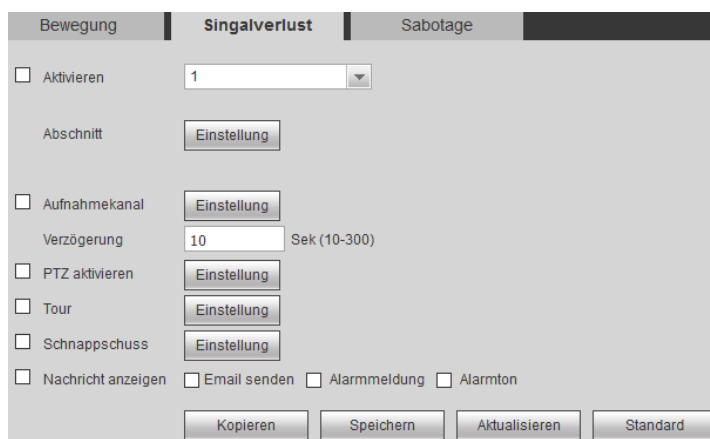 Bewegung Singalverlust Sabotage
Aktivieren 1
Abschnitt Einstellung
Aufnahmekanal Einstellung
Verzögerung 10 Sek (10-300)
PTZ aktivieren Einstellung
Tour Einstellung
Schnappschuss Einstellung
Nachricht anzeigen Email senden Alarmmeldung Alarmton
Kopieren Speichern Aktualisieren Standard